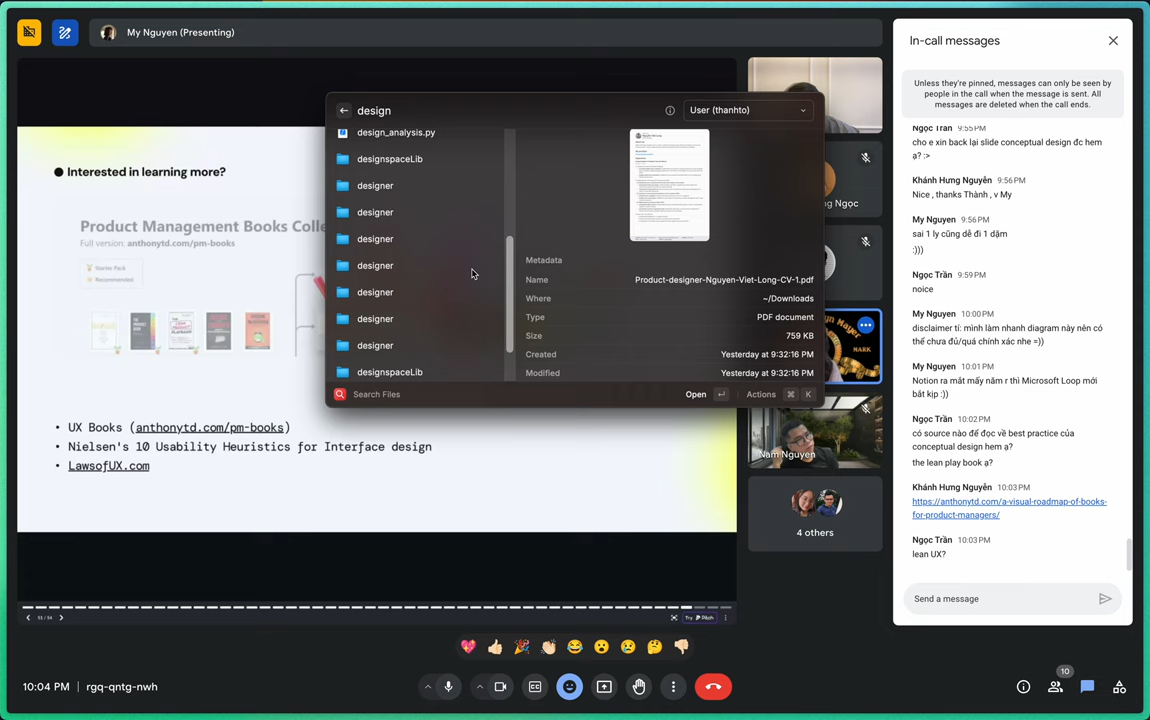 My Nguyen (Presenting)
● Interested in learning more?
Product Management Books Colle
Full version: anthonytd.com/pm-books
Starter Pack
Recommended
• UX Books (anthonytd.com/pm-books)
• Nielsen's 10 Usability Heuristics for Interface design
• LawsofUX.com
Try Pitch
design
User (thanhto)
design_analysis.py
designspaceLib
designer
designer
designer
designer
designer
designer
designer
designspaceLib
Metadata
Name
Product-designer-Nguyen-Viet-Long-CV-1.pdf
Where
~/Downloads
Type
PDF document
Size
759 KB
Created
Yesterday at 9:32:16 PM
Modified
Yesterday at 9:32:16 PM
Search Files
Open
Actions
⌘
K
g Ngọc
MARK
Nam Nguyen
4 others
In-call messages
Unless they're pinned, messages can only be seen by
people in the call when the message is sent. All
messages are deleted when the call ends.
Ngọc Trần 9:55 PM
cho e xin back lại slide conceptual design đc hem
ạ? :>
Khánh Hưng Nguyễn 9:56 PM
Nice , thanks Thành , v My
My Nguyen 9:56 PM
sai 1 ly cũng dễ đi 1 dặm
:)))
Ngọc Trần 9:59 PM
noice
My Nguyen 10:00 PM
disclaimer tí: mình làm nhanh diagram này nên có
thể chưa đủ/quá chính xác nhe =))
My Nguyen 10:01 PM
Notion ra mắt mấy năm r thì Microsoft Loop mới
bắt kịp :))
Ngọc Trần 10:02 PM
có source nào để đọc về best practice của
conceptual design hem ạ?
the lean play book ạ?
Khánh Hưng Nguyễn 10:03 PM
https://anthonytd.com/a-visual-roadmap-of-books-
for-product-managers/
Ngọc Trần 10:03 PM
lean UX?
Send a message
10:04 PM | rgq-qntg-nwh
10